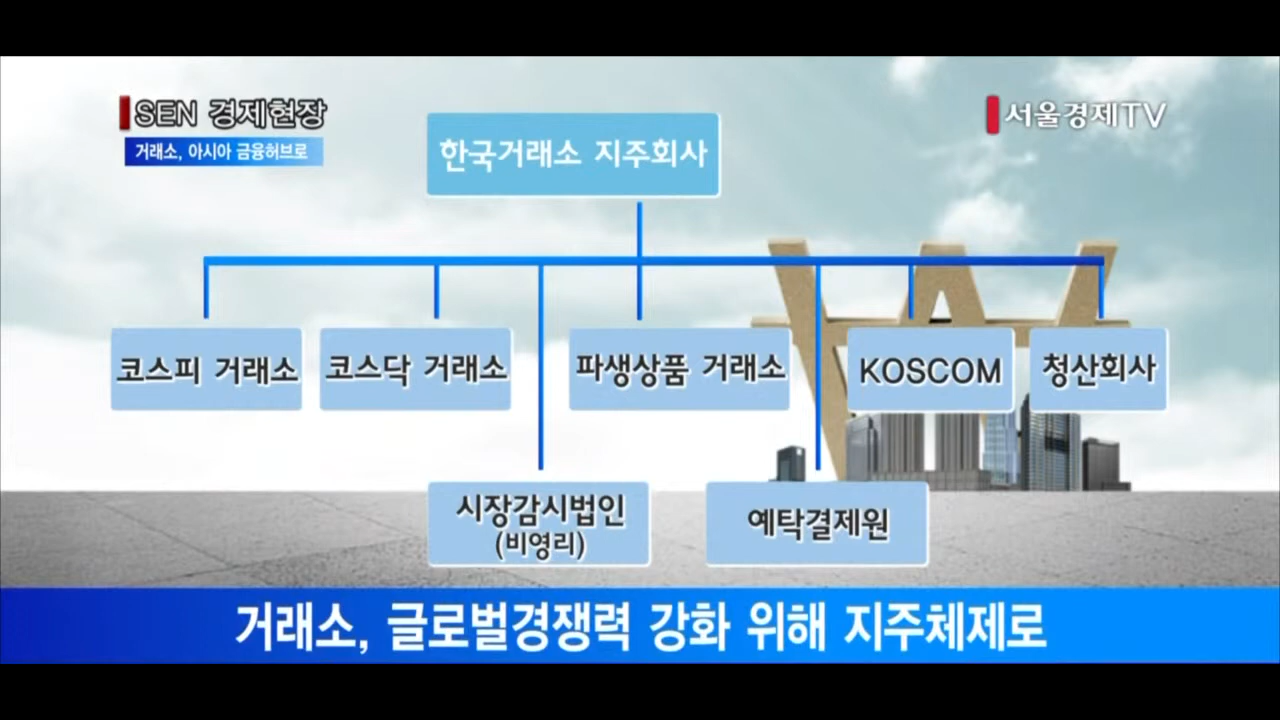 SEN 경제현장
거래소, 아시아 금융허브로
서울경제TV
한국거래소 지주회사
코스피 거래소
코스닥 거래소
파생상품 거래소
KOSCOM
청산회사
시장감시법인
(비영리)
예탁결제원
거래소, 글로벌경쟁력 강화 위해 지주체제로